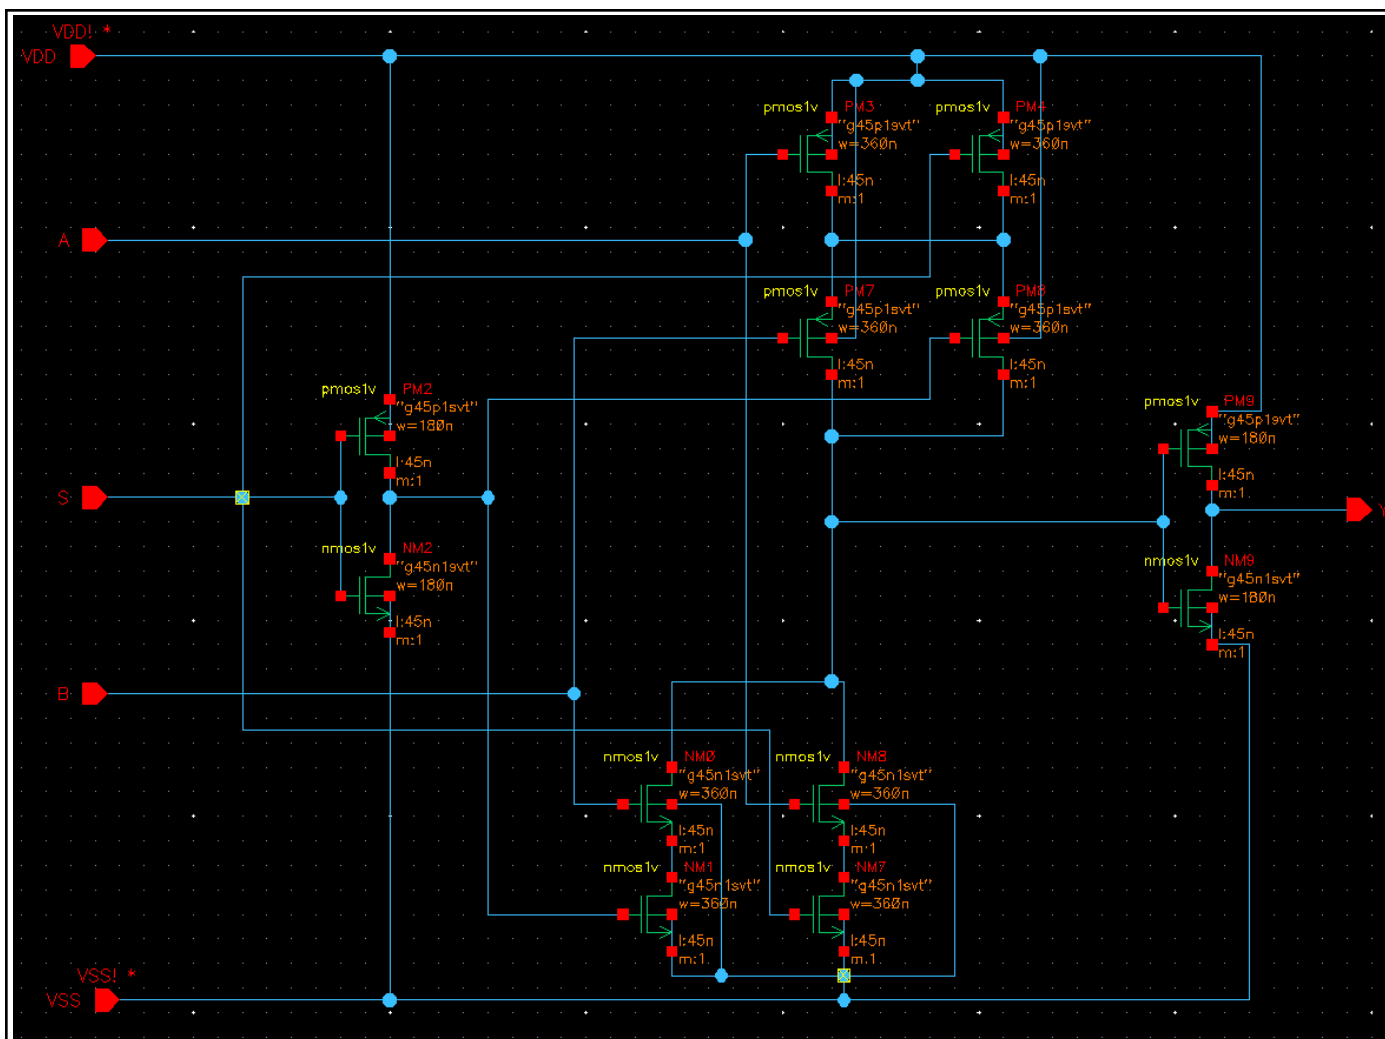 VDD! *
VDD
pmos1v PM3
"g45p1svt"
w=360n
l:45n
m:1
pmos1v PM4
"g45p1svt"
w=360n
l:45n
m:1
A
pmos1v PM7
"g45p1svt"
w=360n
l:45n
m:1
pmos1v
"g45p1svt"
w=360n
l:45n
m:1
pmos1v PM2
"g45p1svt"
w=180n
l:45n
m:1
pmos1v PM9
"g45p1svt"
w=180n
l:45n
m:1
S
Y
nmos1v NM2
"g45n1svt"
w=180n
l:45n
m:1
nmos1v NM9
"g45n1svt"
w=180n
l:45n
m:1
B
nmos1v NM0
"g45n1svt"
w=360n
l:45n
m:1
nmos1v NM8
"g45n1svt"
w=360n
l:45n
m:1
nmos1v NM1
"g45n1svt"
w=360n
l:45n
m:1
nmos1v NM7
"g45n1svt"
w=360n
l:45n
m:1
VSS! *
VSS